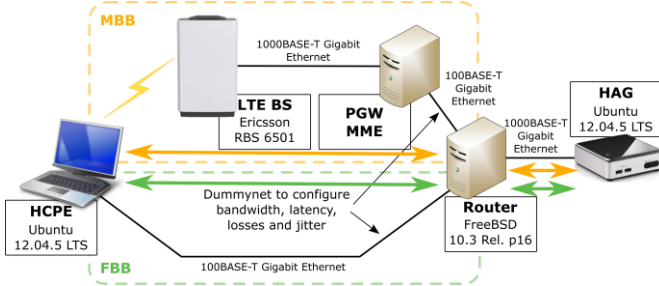 MBB
1000BASE-T Gigabit
Ethernet
100BASE-T
Gigabit
Ethernet
LTE BS
Ericsson
RBS 6501
PGW
MME
1000BASE-T
Gigabit
Ethernet
HAG
Ubuntu
12.04.5 LTS
HCPE
Ubuntu
12.04.5 LTS
Dummynet to configure
bandwidth, latency,
losses and jitter
Router
FreeBSD
10.3 Rel. p16
100BASE-T Gigabit Ethernet
FBB